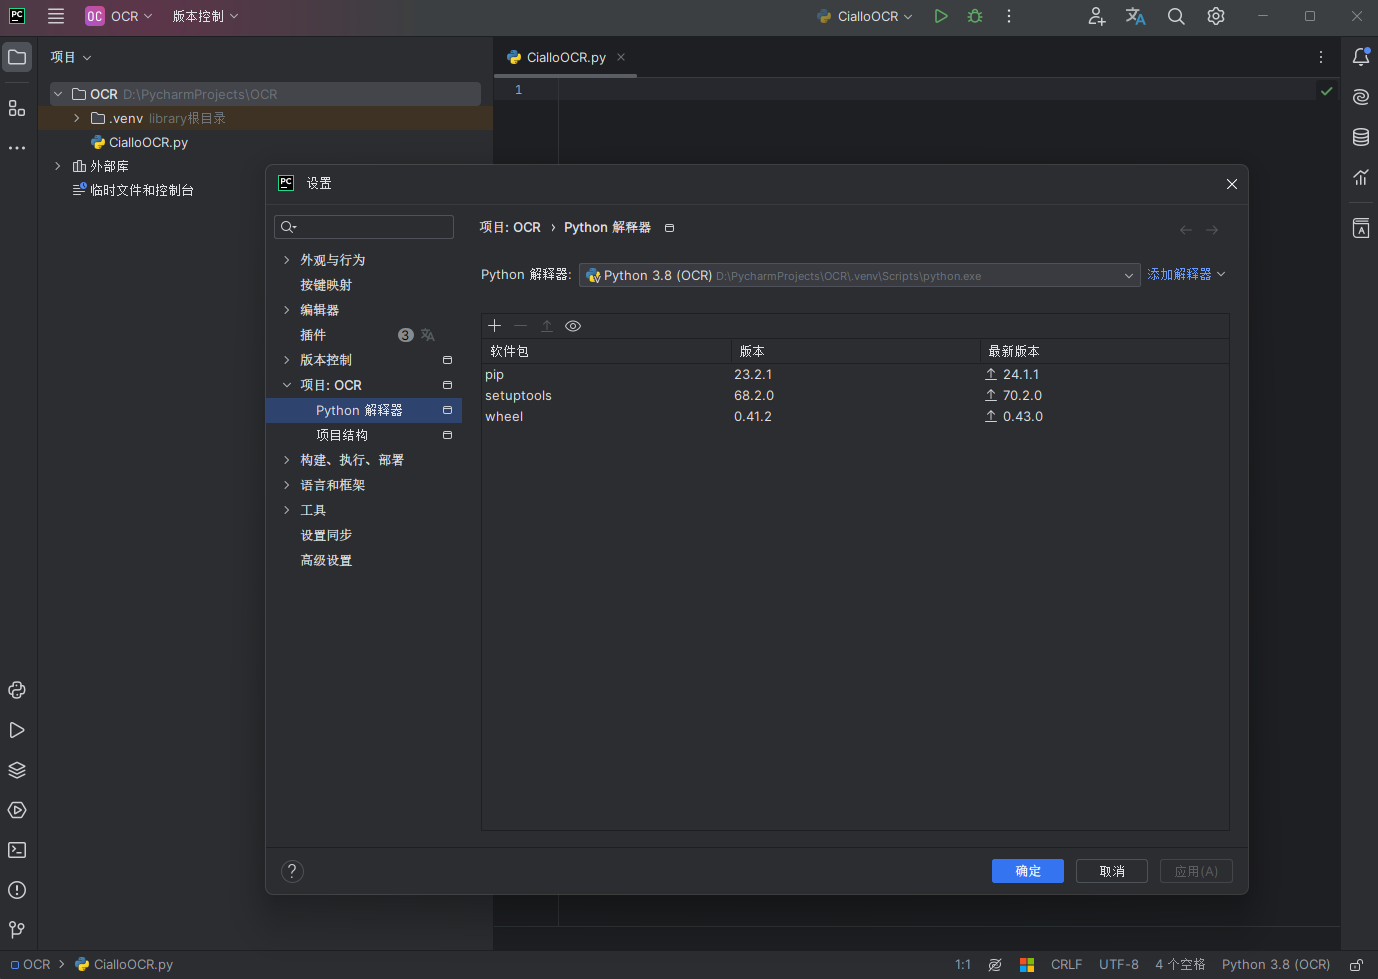 PC OC OCR 版本控制 CialloOCR
项目 CialloOCR.py
OCR D:\PycharmProjects\OCR 1
.venv library根目录
CialloOCR.py
外部库
临时文件和控制台
PC 设置
项目: OCR › Python 解释器
Python 解释器: Python 3.8 (OCR) D:\PycharmProjects\OCR\.venv\Scripts\python.exe 添加解释器
外观与行为
按键映射
编辑器
插件 3
版本控制
项目: OCR
Python 解释器
项目结构
构建、执行、部署
语言和框架
工具
设置同步
高级设置
软件包 版本 最新版本
pip 23.2.1 24.1.1
setuptools 68.2.0 70.2.0
wheel 0.41.2 0.43.0
? 确定 取消 应用(A)
OCR CialloOCR.py 1:1 CRLF UTF-8 4 个空格 Python 3.8 (OCR)